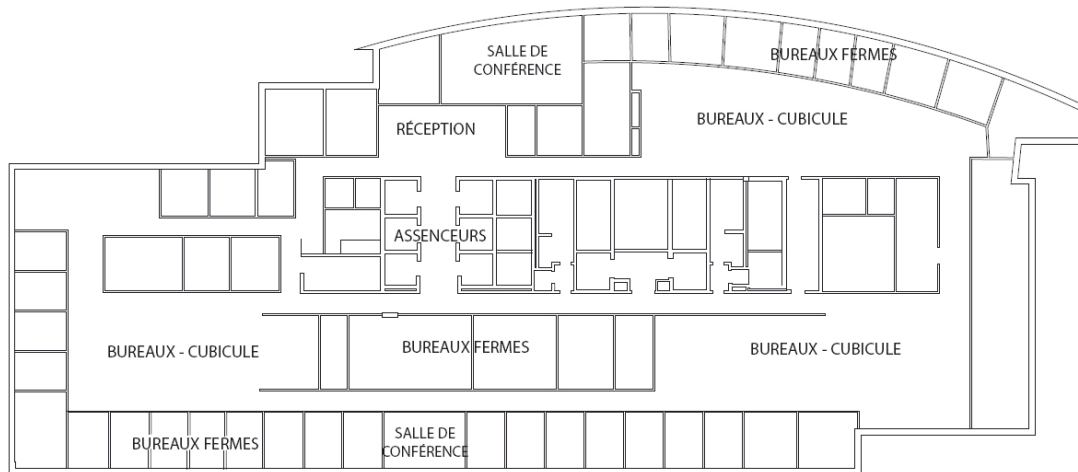 SALLE DE
CONFÉRENCE
BUREAUX FERMES
BUREAUX - CUBICULE
RÉCEPTION
ASSENCEURS
BUREAUX - CUBICULE
BUREAUX FERMES
BUREAUX - CUBICULE
BUREAUX FERMES
SALLE DE
CONFÉRENCE